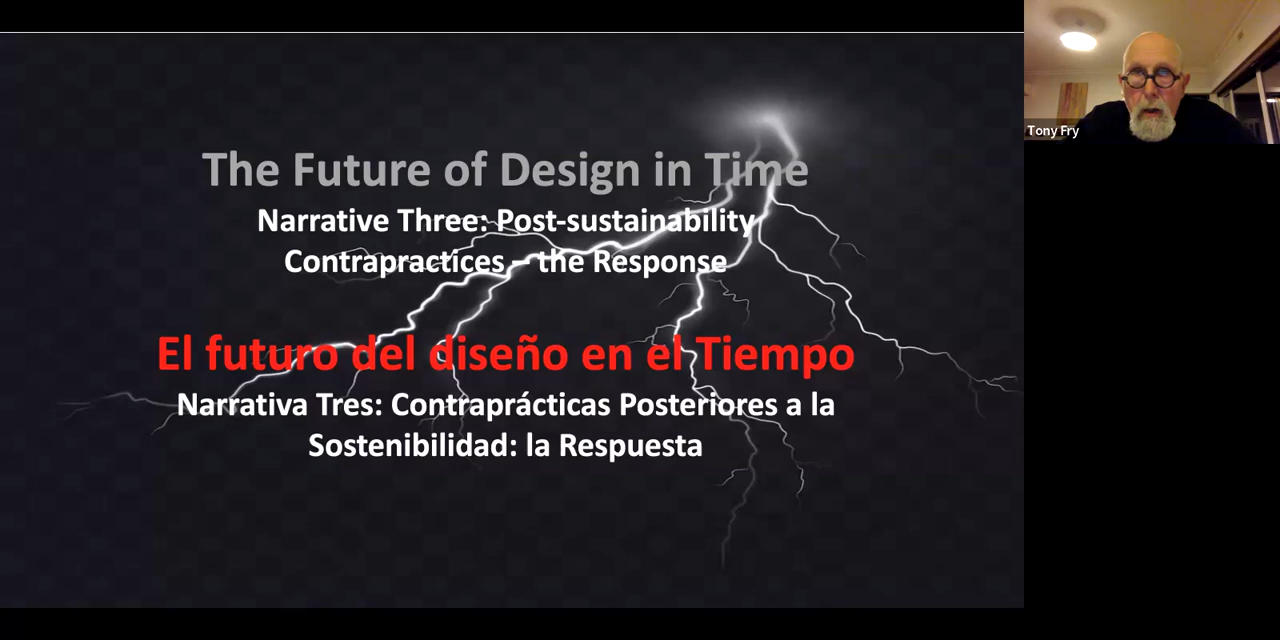 The Future of Design in Time
Narrative Three: Post-sustainability
Contrapractices – the Response
El futuro del diseño en el Tiempo
Narrativa Tres: Contraprácticas Posteriores a la
Sostenibilidad: la Respuesta
Tony Fry